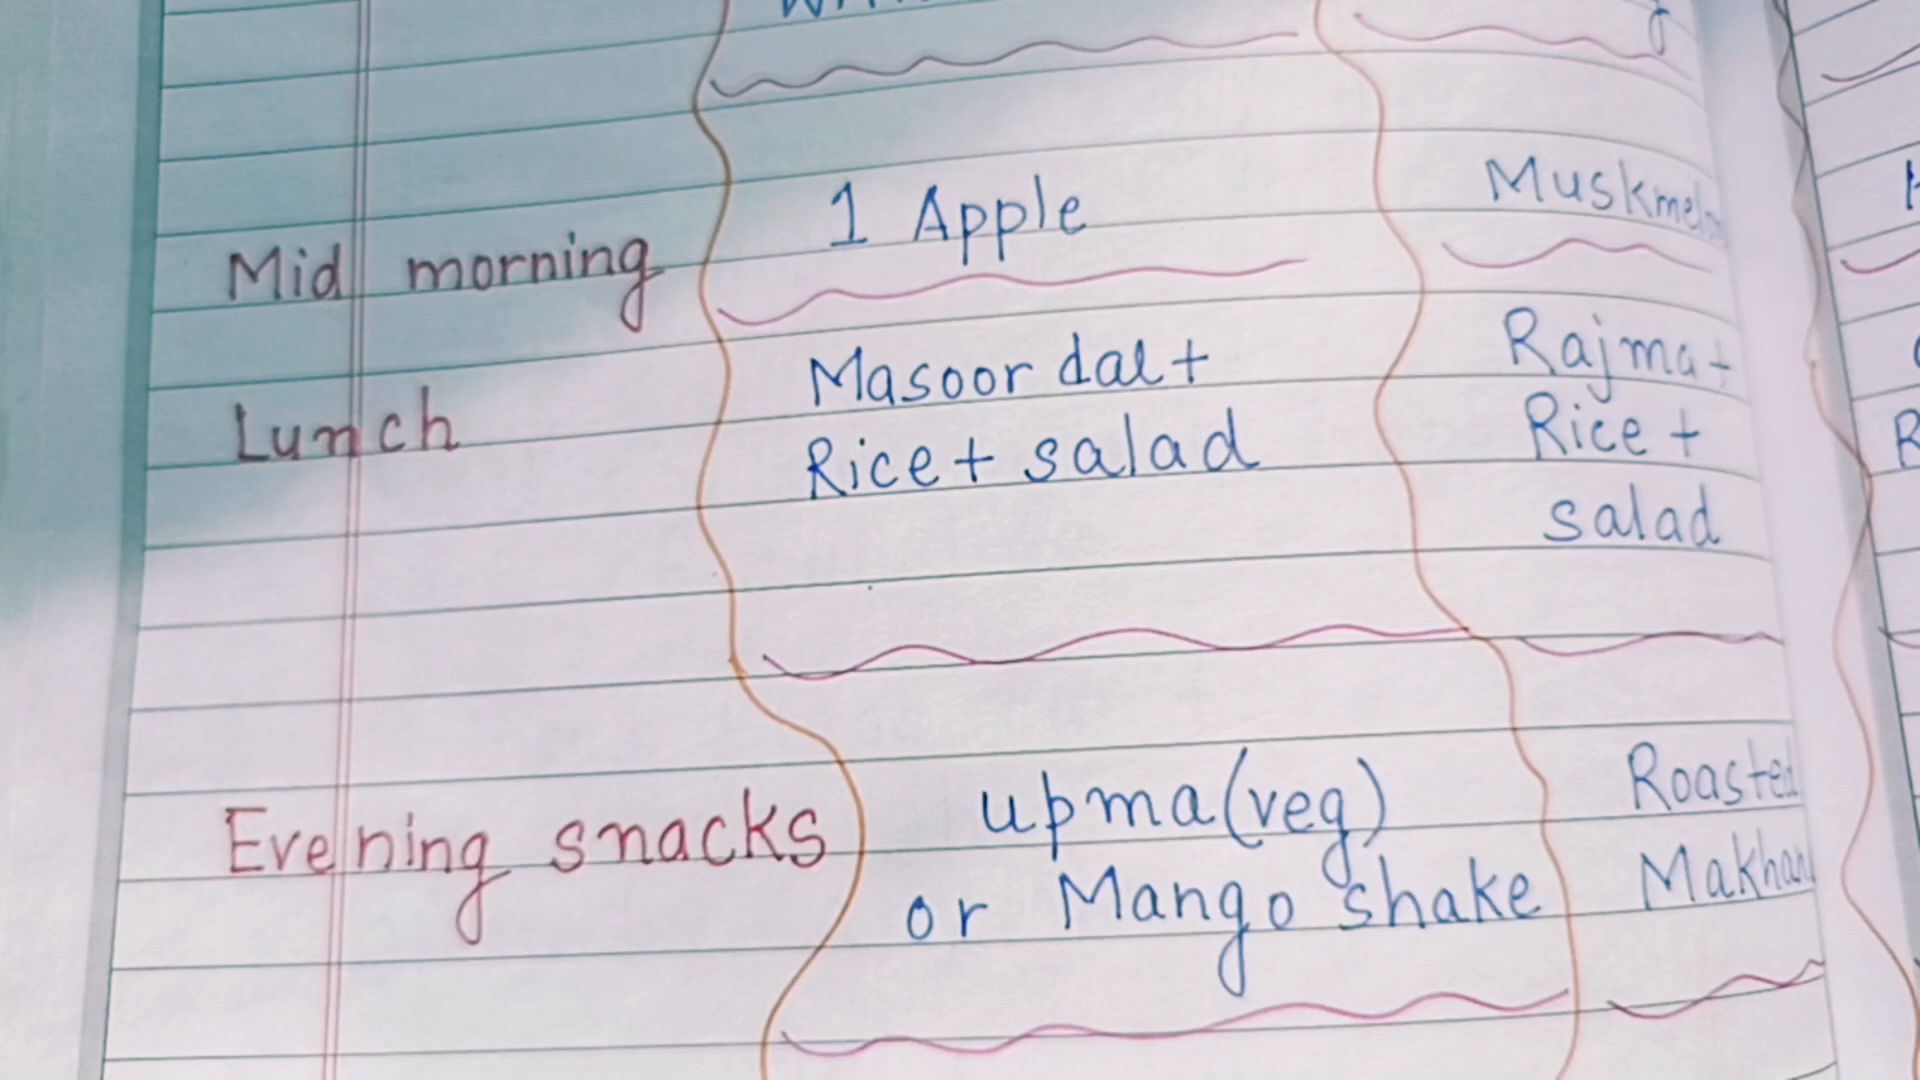 Mid morning
1 Apple
Lunch
Masoor dal +
Rice + salad
Rajma +
Rice +
salad
Evening snacks
upma (veg)
or Mango shake
Roasted